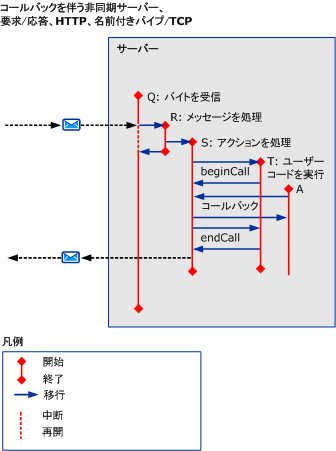 コールバックを伴う非同期サーバー、
要求/応答、HTTP、名前付きパイプ/TCP
サーバー
Q: バイトを受信
R: メッセージを処理
S: アクションを処理
T: ユーザー
コードを実行
beginCall
A
コールバック
endCall
凡例
開始
終了
移行
中断
再開